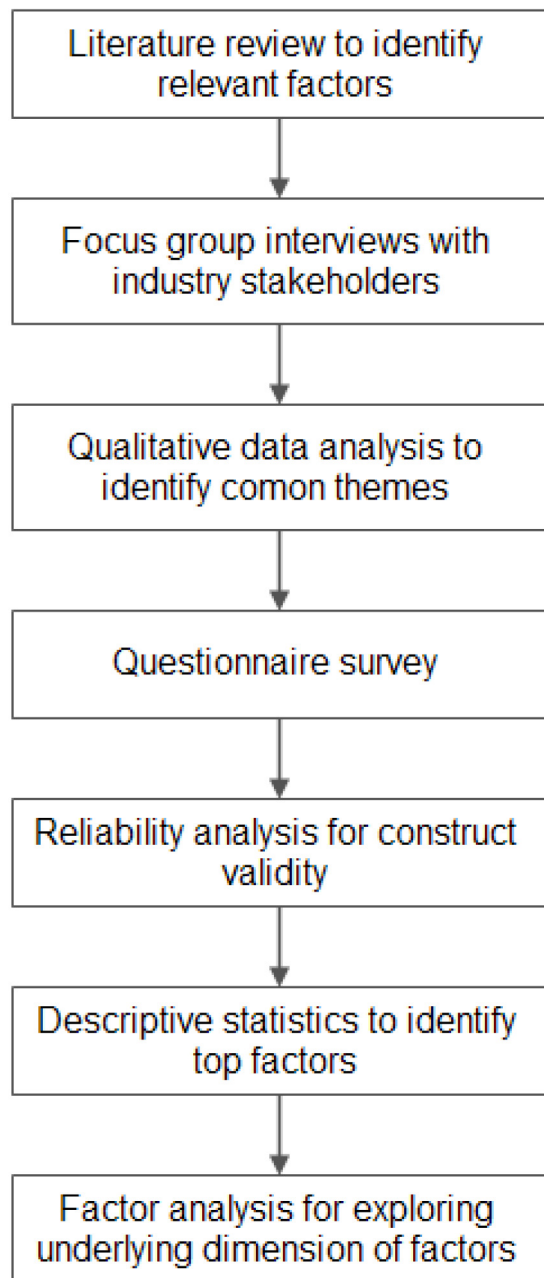 Literature review to identify
relevant factors
Focus group interviews with
industry stakeholders
Qualitative data analysis to
identify comon themes
Questionnaire survey
Reliability analysis for construct
validity
Descriptive statistics to identify
top factors
Factor analysis for exploring
underlying dimension of factors